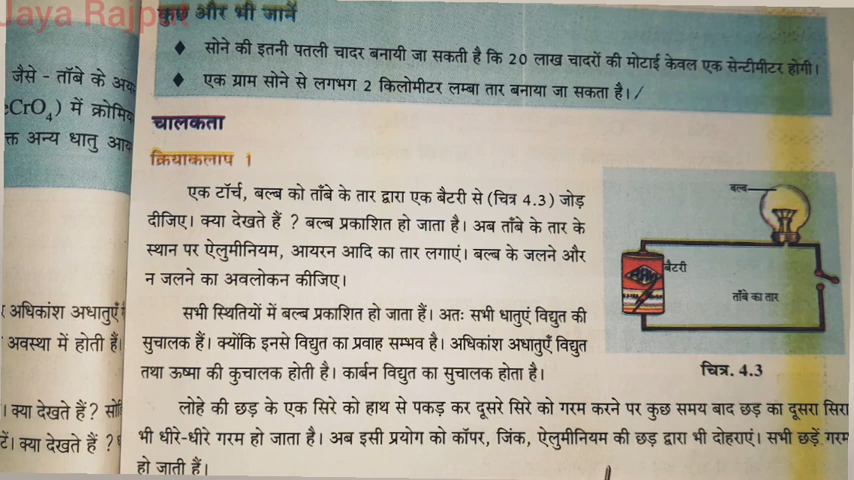 Jaya Rajput
कुछ और भी जानें
♦ सोने की इतनी पतली चादर बनायी जा सकती है कि 20 लाख चादरों की मोटाई केवल एक सेन्टीमीटर होगी।
♦ एक ग्राम सोने से लगभग 2 किलोमीटर लम्बा तार बनाया जा सकता है। /
चालकता
क्रियाकलाप 1
एक टॉर्च, बल्ब को ताँबे के तार द्वारा एक बैटरी से (चित्र 4.3) जोड़
दीजिए। क्या देखते हैं ? बल्ब प्रकाशित हो जाता है। अब ताँबे के तार के
स्थान पर ऐलुमीनियम, आयरन आदि का तार लगाएं। बल्ब के जलने और
न जलने का अवलोकन कीजिए।
सभी स्थितियों में बल्ब प्रकाशित हो जाता हैं। अतः सभी धातुएं विद्युत की
सुचालक हैं। क्योंकि इनसे विद्युत का प्रवाह सम्भव है। अधिकांश अधातुएँ विद्युत
तथा ऊष्मा की कुचालक होती है। कार्बन विद्युत का सुचालक होता है।
बल्ब
बैटरी
ताँबे का तार
चित्र. 4.3
लोहे की छड़ के एक सिरे को हाथ से पकड़ कर दूसरे सिरे को गरम करने पर कुछ समय बाद छड़ का दूसरा सिरा
भी धीरे-धीरे गरम हो जाता है। अब इसी प्रयोग को कॉपर, जिंक, ऐलुमीनियम की छड़ द्वारा भी दोहराएं। सभी छड़ें गरम
हो जाती हैं।
जैसे - ताँबे के
CrO₄) में
अन्य धातु
अधिकांश अधातुएँ
अवस्था में होती हैं।
। क्या देखते हैं ?
। क्या देखते हैं ?